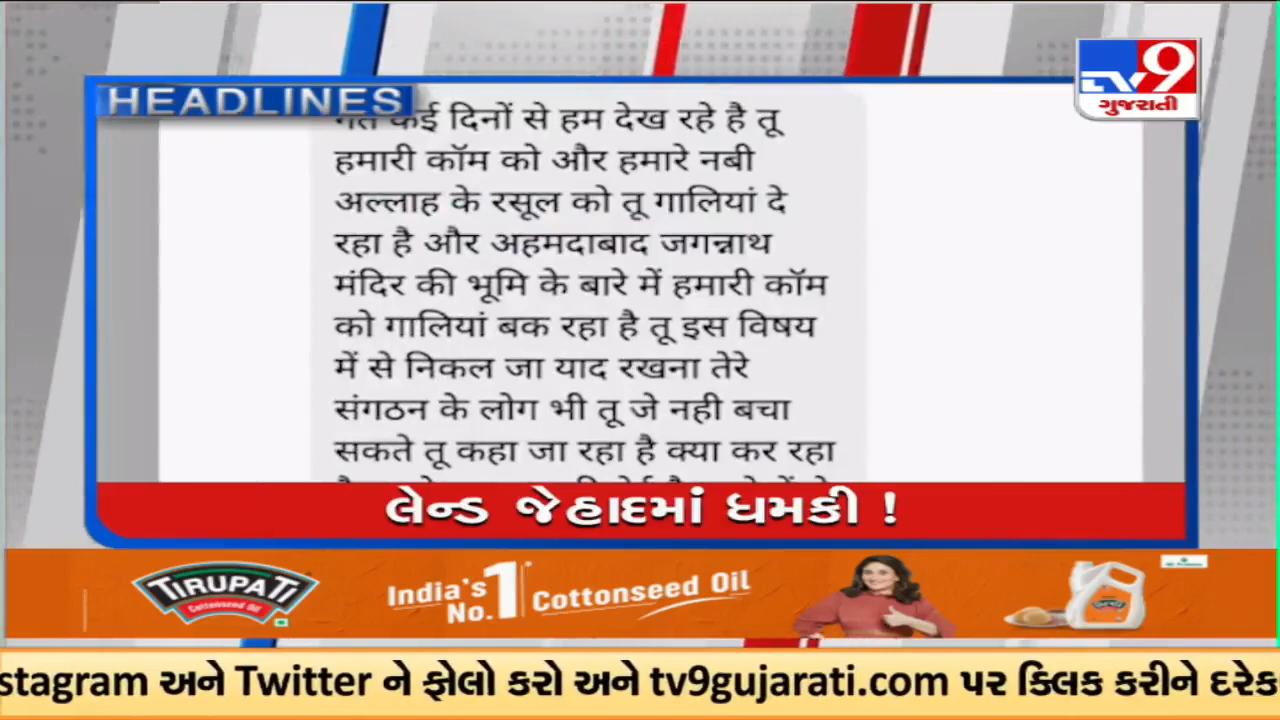 HEADLINES
TV9
ગુજરાતી
गत कई दिनों से हम देख रहे है तू
हमारी कॉम को और हमारे नबी
अल्लाह के रसूल को तू गालियां दे
रहा है और अहमदाबाद जगन्नाथ
मंदिर की भूमि के बारे में हमारी कॉम
को गालियां बक रहा है तू इस विषय
में से निकल जा याद रखना तेरे
संगठन के लोग भी तू जे नही बचा
सकते तू कहा जा रहा है क्या कर रहा
લેન્ડ જેહાદમાં ધમકી !
TIRUPATI
Cottonseed Oil
India's No. 1 Cottonseed Oil
stagram અને Twitter ને ફોલો કરો અને tv9gujarati.com પર ક્લિક કરીને દરેક